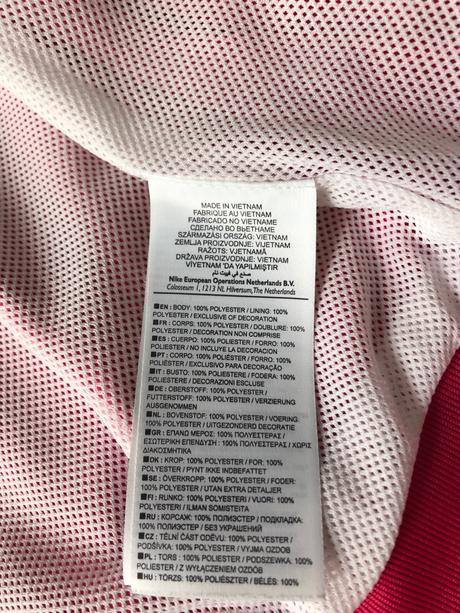 MADE IN VIETNAM
FABRIQUE AU VIETNAM
FABRICADO NO VIETNAME
СДЕЛАНО ВО ВЬЕТНАМЕ
SZÁRMAZÁSI ORSZÁG: VIETNAM
ZEMLJA PROIZVODNJE: VIJETNAM
RAŽOTS: VJETNAMĀ
DRŽAVA PROIZVODNJE: VIETNAM
VİYETNAM 'DA YAPILMIŞTIR
صنع في فيت نام
Nike European Operations Netherlands B.V.
Colosseum 1, 1213 NL Hilversum, The Netherlands
■EN: BODY: 100% POLYESTER / LINING: 100%
POLYESTER / EXCLUSIVE OF DECORATION
■FR: CORPS: 100% POLYESTER / DOUBLURE: 100%
POLYESTER / DECORATION NON COMPRISE
■ES: CUERPO: 100% POLIESTER / FORRO: 100%
POLIESTER / NO INCLUYE LA DECORACION
■PT: CORPO: 100% POLIÉSTER / FORRO: 100%
POLIÉSTER / EXCLUSIVO PARA DECORAÇÃO
■IT: BUSTO: 100% POLIESTERE / FODERA: 100%
POLIESTERE / DECORAZIONI ESCLUSE
■DE: OBERSTOFF: 100% POLYESTER /
FUTTERSTOFF: 100% POLYESTER / VERZIERUNG
AUSGENOMMEN
■NL: BOVENSTOF: 100% POLYESTER / VOERING:
100% POLYESTER / UITGEZONDERD DECORATIE
■GR: ΕΠΑΝΩ ΜΕΡΟΣ: 100% ΠΟΛΥΕΣΤΕΡΑΣ /
ΕΣΩΤΕΡΙΚΗ ΕΠΕΝΔΥΣΗ: 100% ΠΟΛΥΕΣΤΕΡΑΣ / ΧΩΡΙΣ
ΔΙΑΚΟΣΜΗΤΙΚΑ
■DK: KROP: 100% POLYESTER / FOR: 100%
POLYESTER / PYNT IKKE INDBEFATTET
■SE: ÖVERKROPP: 100% POLYESTER / FODER:
100% POLYESTER / UTAN EXTRA DETALJER
■FI: RUNKO: 100% POLYESTERI / VUORI: 100%
POLYESTERI / ILMAN SOMISTEITA
■RU: КОРСАЖ: 100% ПОЛИЭСТЕР / ПОДКЛАДКА:
100% ПОЛИЭСТЕР / БЕЗ УКРАШЕНИЙ
■CZ: TĚLNÍ ČÁST ODĚVU: 100% POLYESTER /
PODŠÍVKA: 100% POLYESTER / VYJMA OZDOB
■PL: TORS: 100% POLIESTER / PODSZEWKA: 100%
POLIESTER / Z WYŁĄCZENIEM OZDÓB
■HU: TÖRZS: 100% POLIÉSZTER / BÉLÉS: 100%